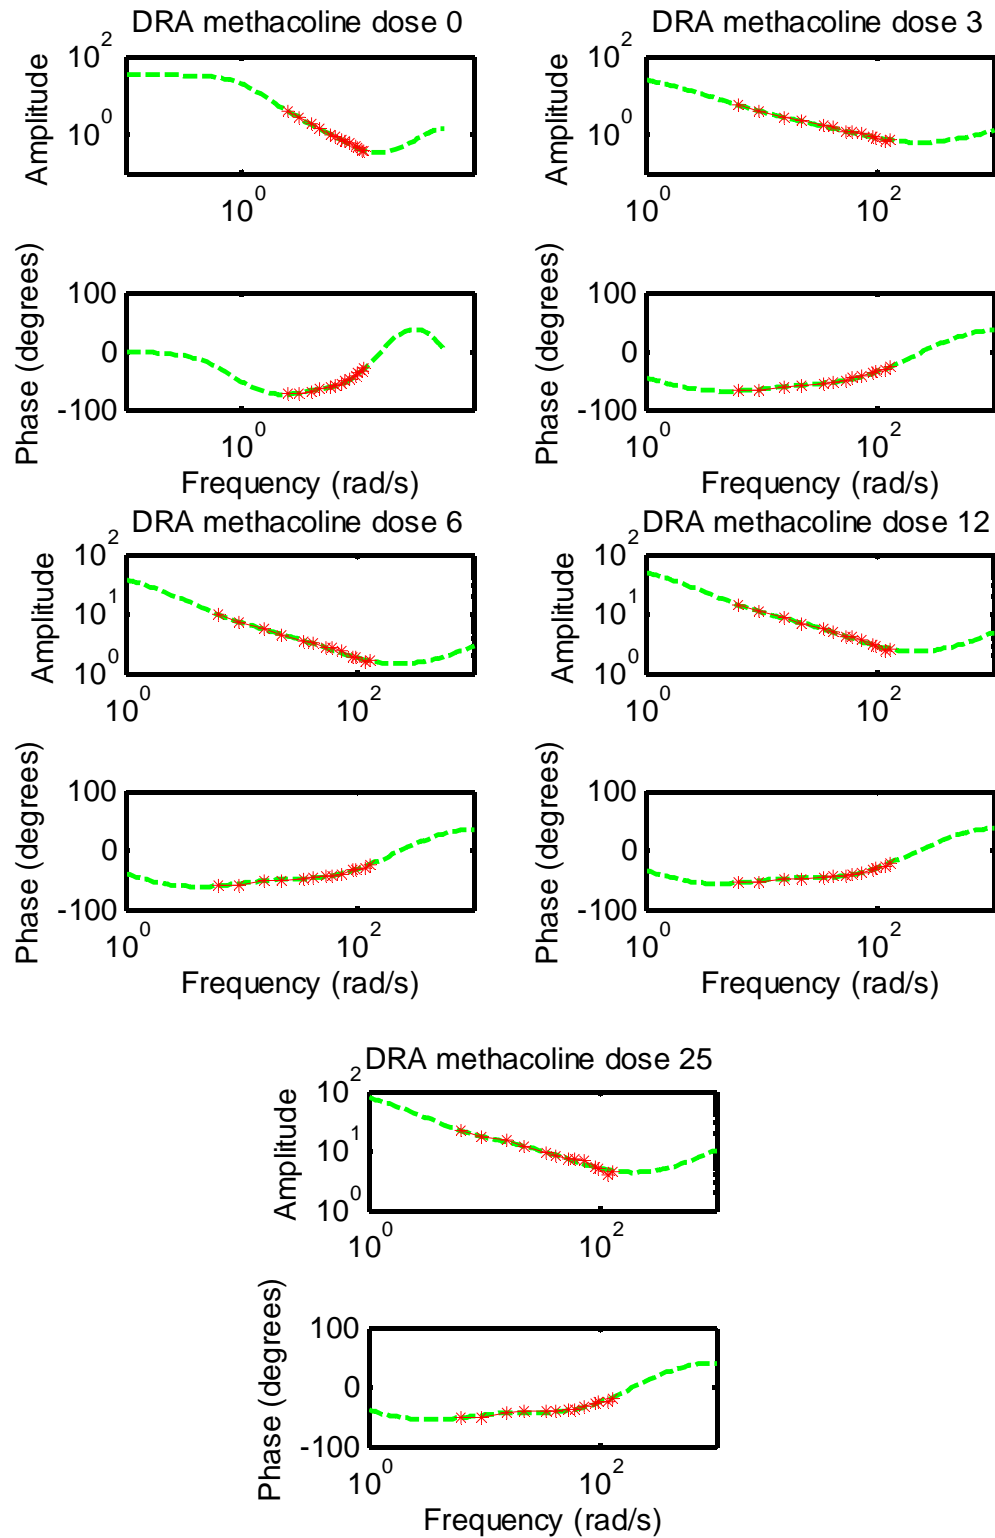 DRA methacoline dose 0
Amplitude
10^2
10^0
10^0
Phase (degrees)
100
0
-100
10^0
Frequency (rad/s)
DRA methacoline dose 3
Amplitude
10^2
10^0
10^0
10^2
Phase (degrees)
100
0
-100
10^0
10^2
Frequency (rad/s)
DRA methacoline dose 6
Amplitude
10^2
10^1
10^0
10^0
10^2
Phase (degrees)
100
0
-100
10^0
10^2
Frequency (rad/s)
DRA methacoline dose 12
Amplitude
10^2
10^1
10^0
10^0
10^2
Phase (degrees)
100
0
-100
10^0
10^2
Frequency (rad/s)
DRA methacoline dose 25
Amplitude
10^2
10^1
10^0
10^0
10^2
Phase (degrees)
100
0
-100
10^0
10^2
Frequency (rad/s)